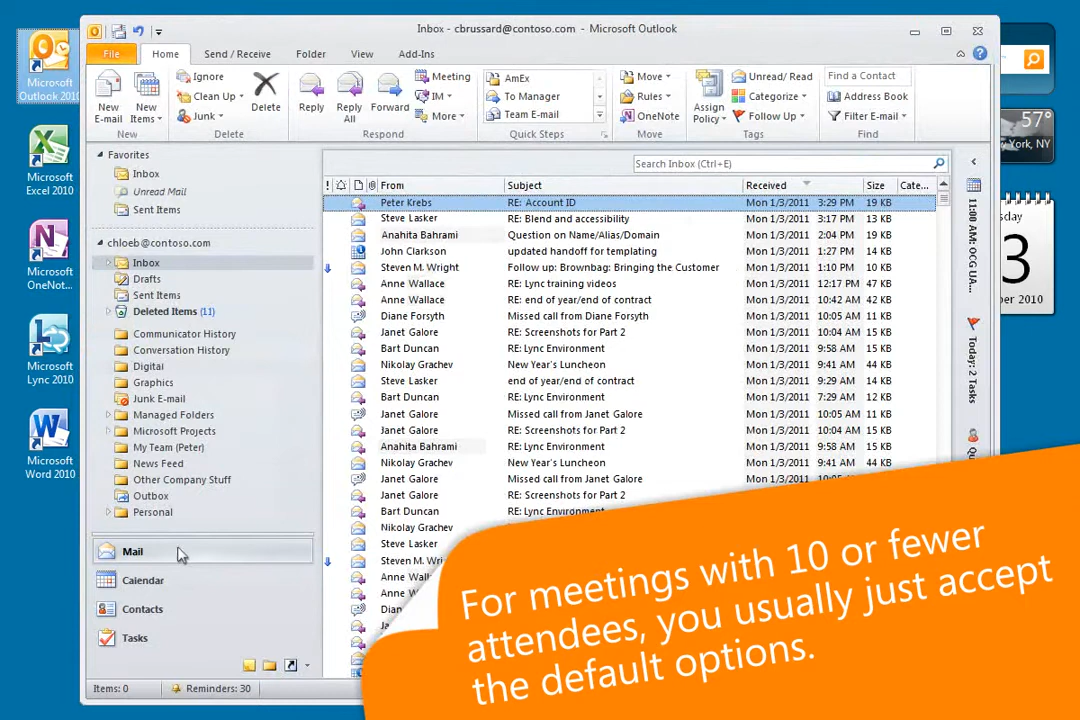 Microsoft Outlook 2010
Microsoft Excel 2010
Microsoft OneNot...
Microsoft Lync 2010
Microsoft Word 2010
Inbox - cbrussard@contoso.com - Microsoft Outlook
File Home Send / Receive Folder View Add-Ins
New E-mail
New Items
New
Ignore
Clean Up
Junk
Delete
Delete
Reply
Reply All
Forward
Meeting
IM
More
Respond
AmEx
To Manager
Team E-mail
Quick Steps
Move
Rules
OneNote
Move
Assign Policy
Unread/ Read
Categorize
Follow Up
Tags
Find a Contact
Address Book
Filter E-mail
Find
Favorites
Inbox
Unread Mail
Sent Items
chloeb@contoso.com
Inbox
Drafts
Sent Items
Deleted Items (11)
Communicator History
Conversation History
Digital
Graphics
Junk E-mail
Managed Folders
Microsoft Projects
My Team (Peter)
News Feed
Other Company Stuff
Outbox
Personal
Mail
Calendar
Contacts
Tasks
Items: 0 Reminders: 30
Search Inbox (Ctrl+E)
From Subject Received Size Cate...
Peter Krebs RE: Account ID Mon 1/3/2011 3:29 PM 19 KB
Steve Lasker RE: Blend and accessibility Mon 1/3/2011 3:17 PM 13 KB
Anahita Bahrami Question on Name/Alias/Domain Mon 1/3/2011 2:04 PM 19 KB
John Clarkson updated handoff for templating Mon 1/3/2011 1:27 PM 14 KB
Steven M. Wright Follow up: Brownbag: Bringing the Customer Mon 1/3/2011 1:10 PM 10 KB
Anne Wallace RE: Lync training videos Mon 1/3/2011 12:17 PM 47 KB
Anne Wallace RE: end of year/end of contract Mon 1/3/2011 10:42 AM 42 KB
Diane Forsyth Missed call from Diane Forsyth Mon 1/3/2011 10:05 AM 11 KB
Janet Galore RE: Screenshots for Part 2 Mon 1/3/2011 10:04 AM 15 KB
Bart Duncan RE: Lync Environment Mon 1/3/2011 9:58 AM 15 KB
Nikolay Grachev New Year's Luncheon Mon 1/3/2011 9:41 AM 44 KB
Steve Lasker end of year/end of contract Mon 1/3/2011 9:29 AM 14 KB
Bart Duncan RE: Lync Environment Mon 1/3/2011 9:58 AM 12 KB
Janet Galore Missed call from Janet Galore Mon 1/3/2011 10:05 AM 11 KB
Janet Galore RE: Screenshots for Part 2 Mon 1/3/2011 10:04 AM 15 KB
Anahita Bahrami RE: Lync Environment Mon 1/3/2011 9:58 AM 15 KB
Nikolay Grachev New Year's Luncheon Mon 1/3/2011 9:41 AM 44 KB
Janet Galore Missed call from Janet Galore Mon 1/3/2011
Janet Galore RE: Screenshots for Part 2
Bart Duncan RE: Lync Environment
Nikolay Grachev
Steve Lasker
Steven M.
Anne
Anne
11:00 AM: OCG UA...
Today: 2 Tasks
57°
York, NY
3
2010
For meetings with 10 or fewer
attendees, you usually just accept
the default options.